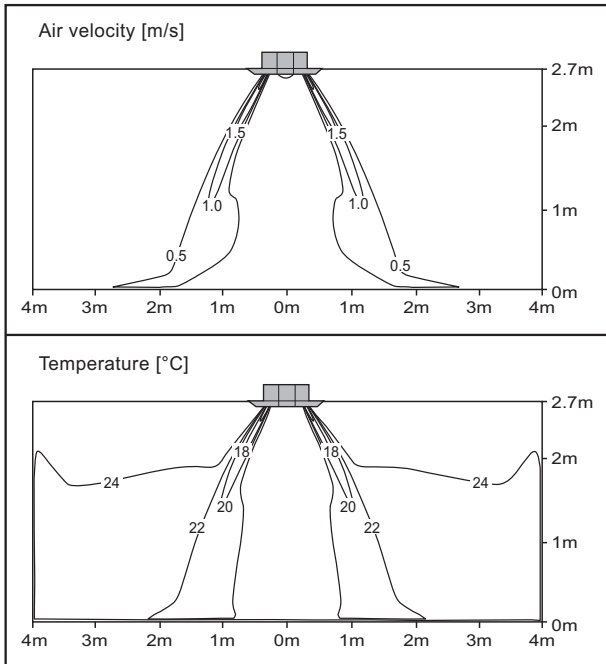 Air velocity [m/s]
2.7m
2m
1.5 1.5
1.0 1.0
1m
0.5 0.5
0m
4m 3m 2m 1m 0m 1m 2m 3m 4m
Temperature [°C]
2.7m
18 18
2m
24 24
20 20
22 22
1m
0m
4m 3m 2m 1m 0m 1m 2m 3m 4m